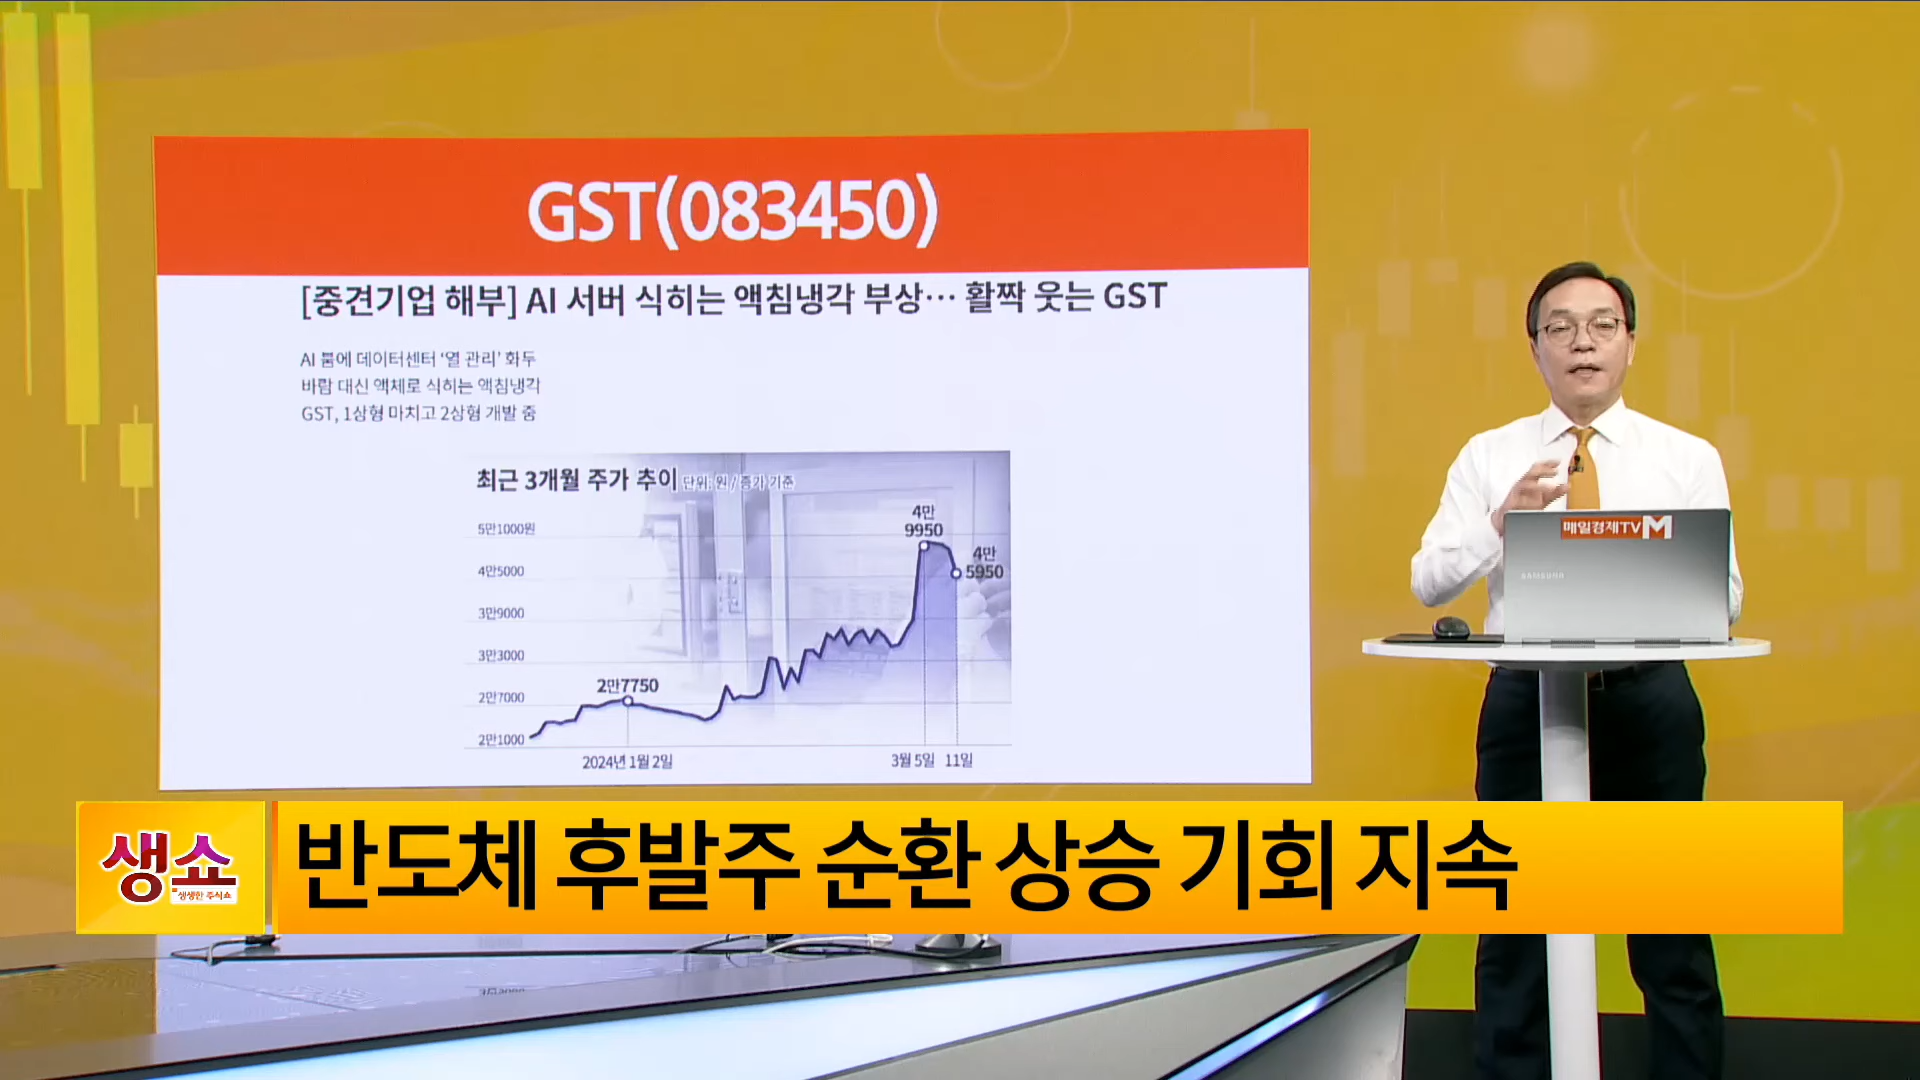 GST(083450)
[중견기업 해부] AI 서버 식히는 액침냉각 부상… 활짝 웃는 GST
AI 붐에 데이터센터 ‘열 관리’ 화두
바람 대신 액체로 식히는 액침냉각
GST, 1상형 마치고 2상형 개발 중
최근 3개월 주가 추이 단위: 원 / 종가 기준
5만1000원
4만5000
3만9000
3만3000
2만7000
2만1000
2만7750
4만
9950
4만
5950
2024년 1월 2일
3월 5일
11일
매일경제TV M
SAMSUNG
생쇼
생생한 주식쇼
반도체 후발주 순환 상승 기회 지속